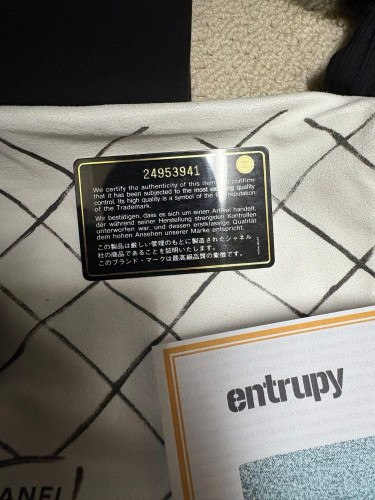 24953941
We certify the authenticity of this item and confirm
that it has been subjected to the most exacting quality
control. Its high quality is a symbol of the reputation
of the Trademark.
Wir bestätigen, dass es sich um einen Artikel handelt,
der während seiner Herstellung strengsten Kontrollen
unterworfen war, und dessen erstklassige Qualität
dem hohen Ansehen unserer Marke entspricht.
この製品は厳しい管理のもとに製造されたシャネル
社の商品であることを証明いたします。
このブランド・マークは最高級品質の象徴です。
entrupy
ANEL